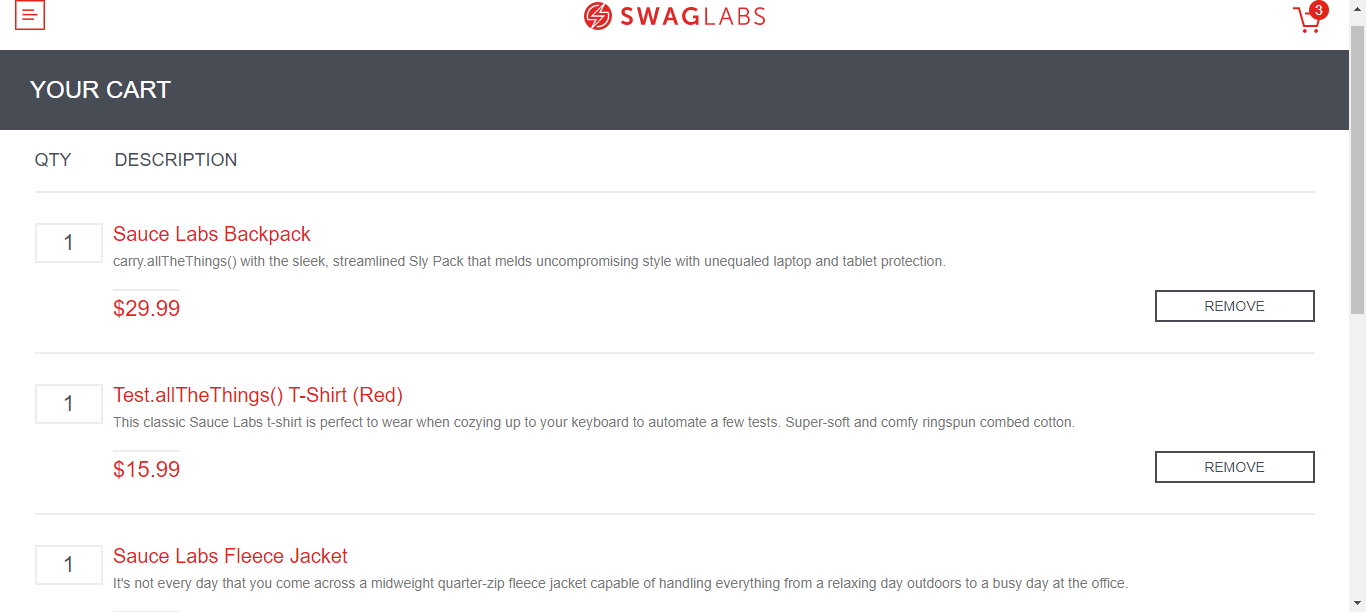 SWAGLABS
3
YOUR CART
QTY DESCRIPTION
1 Sauce Labs Backpack
carry.allTheThings() with the sleek, streamlined Sly Pack that melds uncompromising style with unequaled laptop and tablet protection.
$29.99 REMOVE
1 Test.allTheThings() T-Shirt (Red)
This classic Sauce Labs t-shirt is perfect to wear when cozying up to your keyboard to automate a few tests. Super-soft and comfy ringspun combed cotton.
$15.99 REMOVE
1 Sauce Labs Fleece Jacket
It's not every day that you come across a midweight quarter-zip fleece jacket capable of handling everything from a relaxing day outdoors to a busy day at the office.